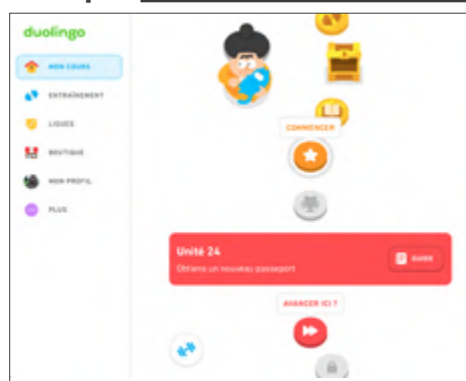 duolingo
MON COURS
ENTRAÎNEMENT
LIGUES
BOUTIQUE
MON PROFIL
PLUS
COMMENCER
Unité 24
Obtiens un nouveau passeport
GUIDE
AVANCER ICI ?